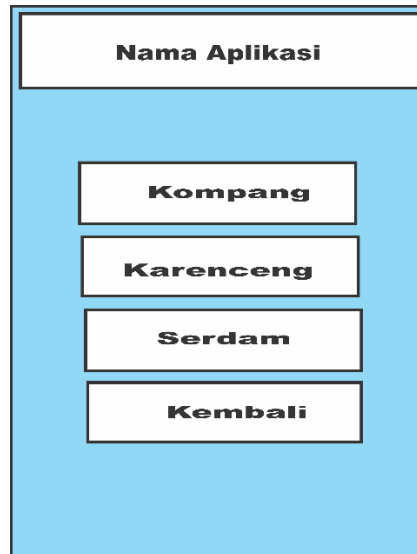 Nama Aplikasi
Kompang
Karenceng
Serdam
Kembali